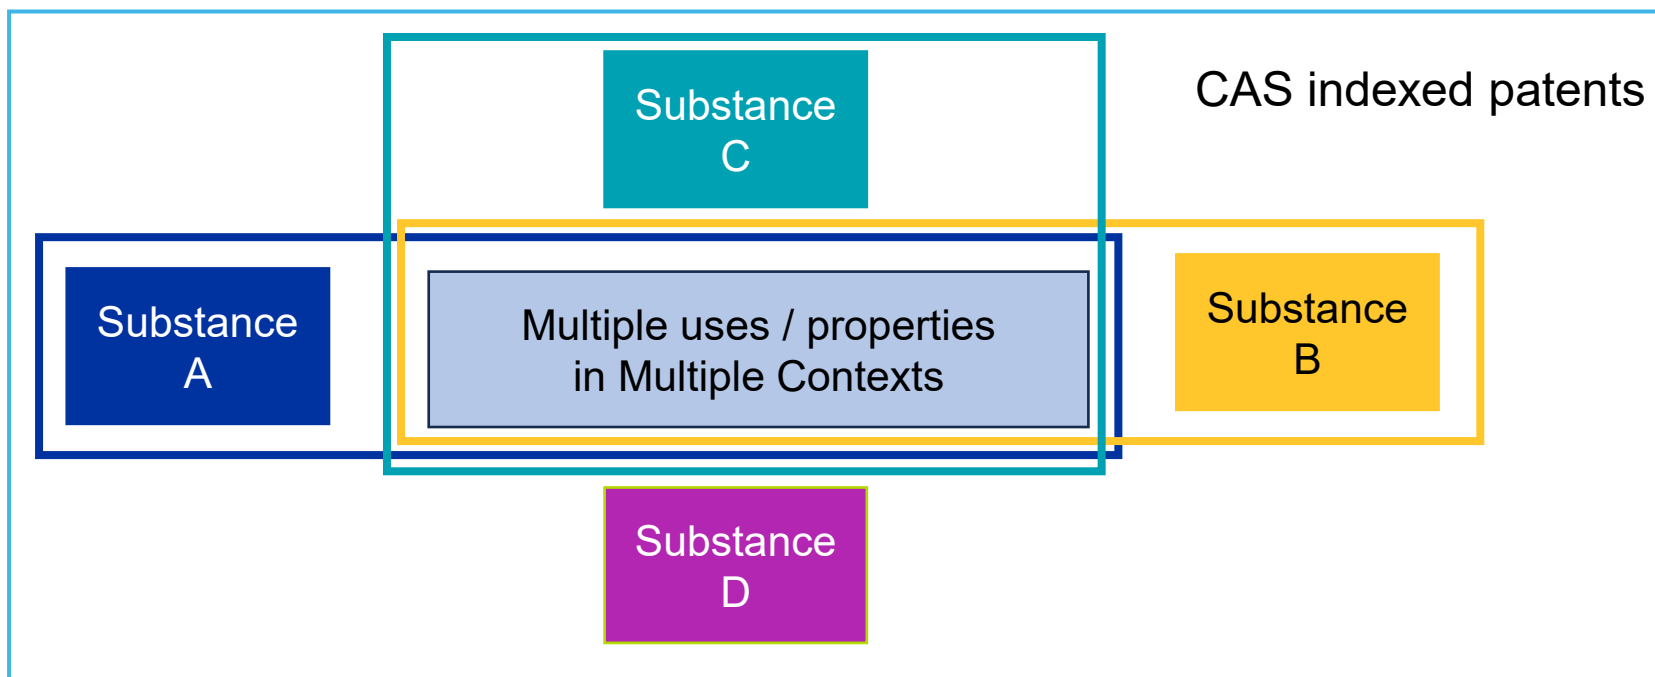 CAS indexed patents
Substance
C
Substance
A
Multiple uses / properties
in Multiple Contexts
Substance
B
Substance
D